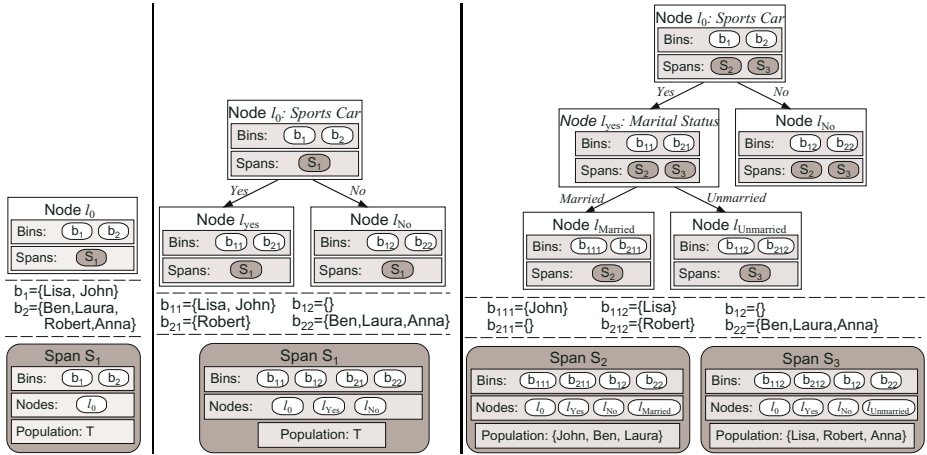 Node l0
Bins: b1 b2
Spans: S1
b1={Lisa, John}
b2={Ben,Laura,
Robert,Anna}
Span S1
Bins: b1 b2
Nodes: l0
Population: T
Node l0: Sports Car
Bins: b1 b2
Spans: S1
Yes No
Node lyes
Bins: b11 b21
Spans: S1
Node lNo
Bins: b12 b22
Spans: S1
b11={Lisa, John} b12={}
b21={Robert} b22={Ben,Laura,Anna}
Span S1
Bins: b11 b12 b21 b22
Nodes: l0 lYes lNo
Population: T
Node l0: Sports Car
Bins: b1 b2
Spans: S2 S3
Yes No
Node lyes: Marital Status
Bins: b11 b21
Spans: S2 S3
Node lNo
Bins: b12 b22
Spans: S2 S3
Married Unmarried
Node lMarried
Bins: b111 b211
Spans: S2
Node lUnmarried
Bins: b112 b212
Spans: S3
b111={John} b112={Lisa} b12={}
b211={} b212={Robert} b22={Ben,Laura,Anna}
Span S2
Bins: b111 b211 b12 b22
Nodes: l0 lYes lNo lMarried
Population: {John, Ben, Laura}
Span S3
Bins: b112 b212 b12 b22
Nodes: l0 lYes lNo lUnmarried
Population: {Lisa, Robert, Anna}